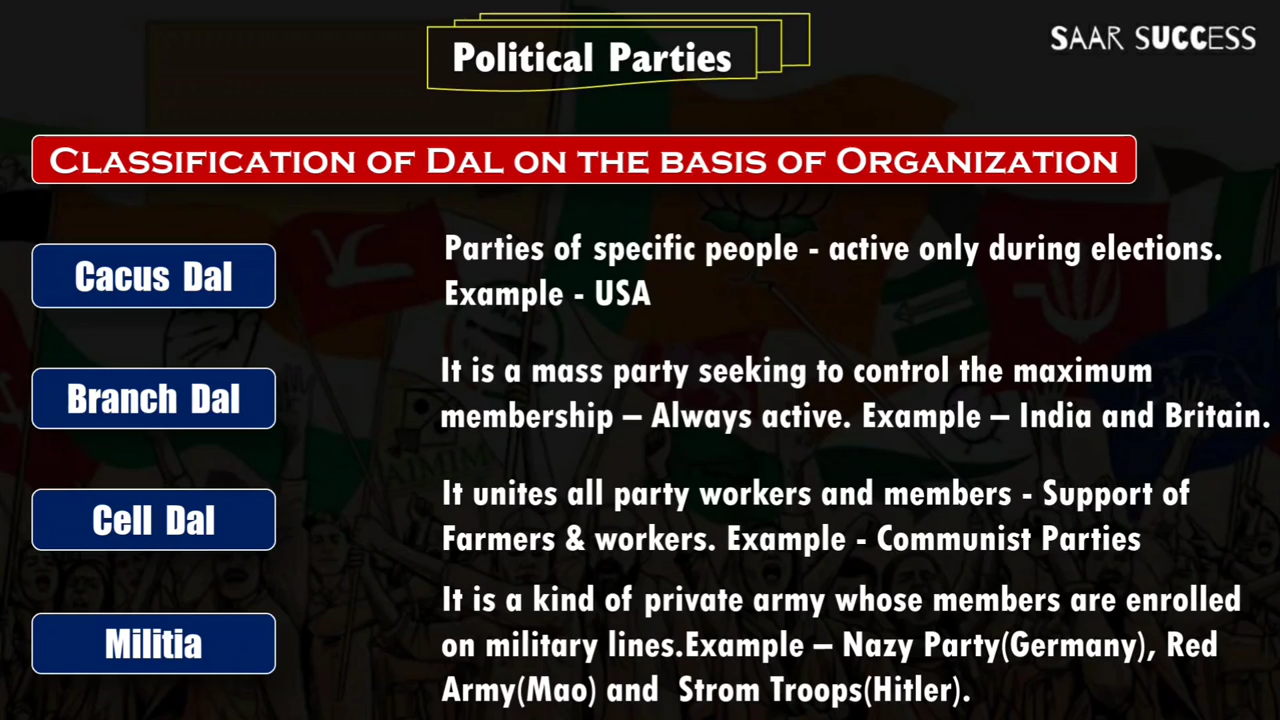 Political Parties
SAAR SUCCESS
CLASSIFICATION OF DAL ON THE BASIS OF ORGANIZATION
Cacus Dal
Parties of specific people - active only during elections.
Example - USA
Branch Dal
It is a mass party seeking to control the maximum
membership – Always active. Example – India and Britain.
Cell Dal
It unites all party workers and members - Support of
Farmers & workers. Example - Communist Parties
Militia
It is a kind of private army whose members are enrolled
on military lines.Example – Nazy Party(Germany), Red
Army(Mao) and Strom Troops(Hitler).
AIMIM